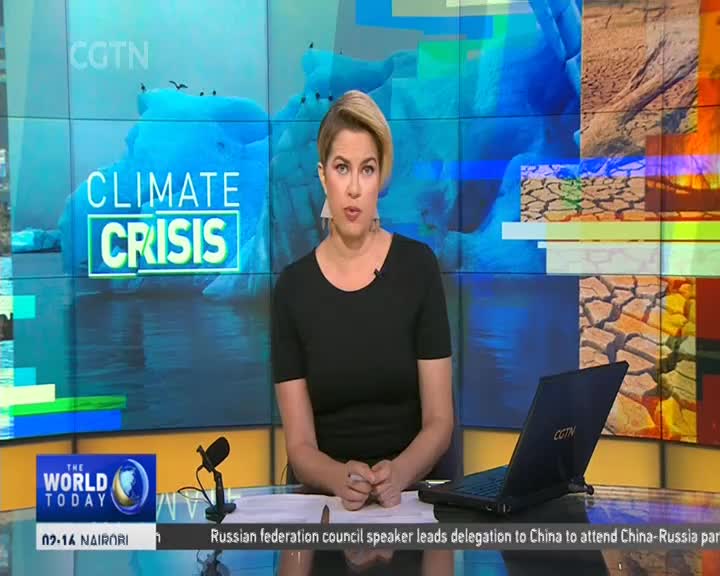 CGTN
CLIMATE
CRISIS
CGTN
THE
WORLD
TODAY
02:14 NAIROBI
Russian federation council speaker leads delegation to China to attend China-Russia par